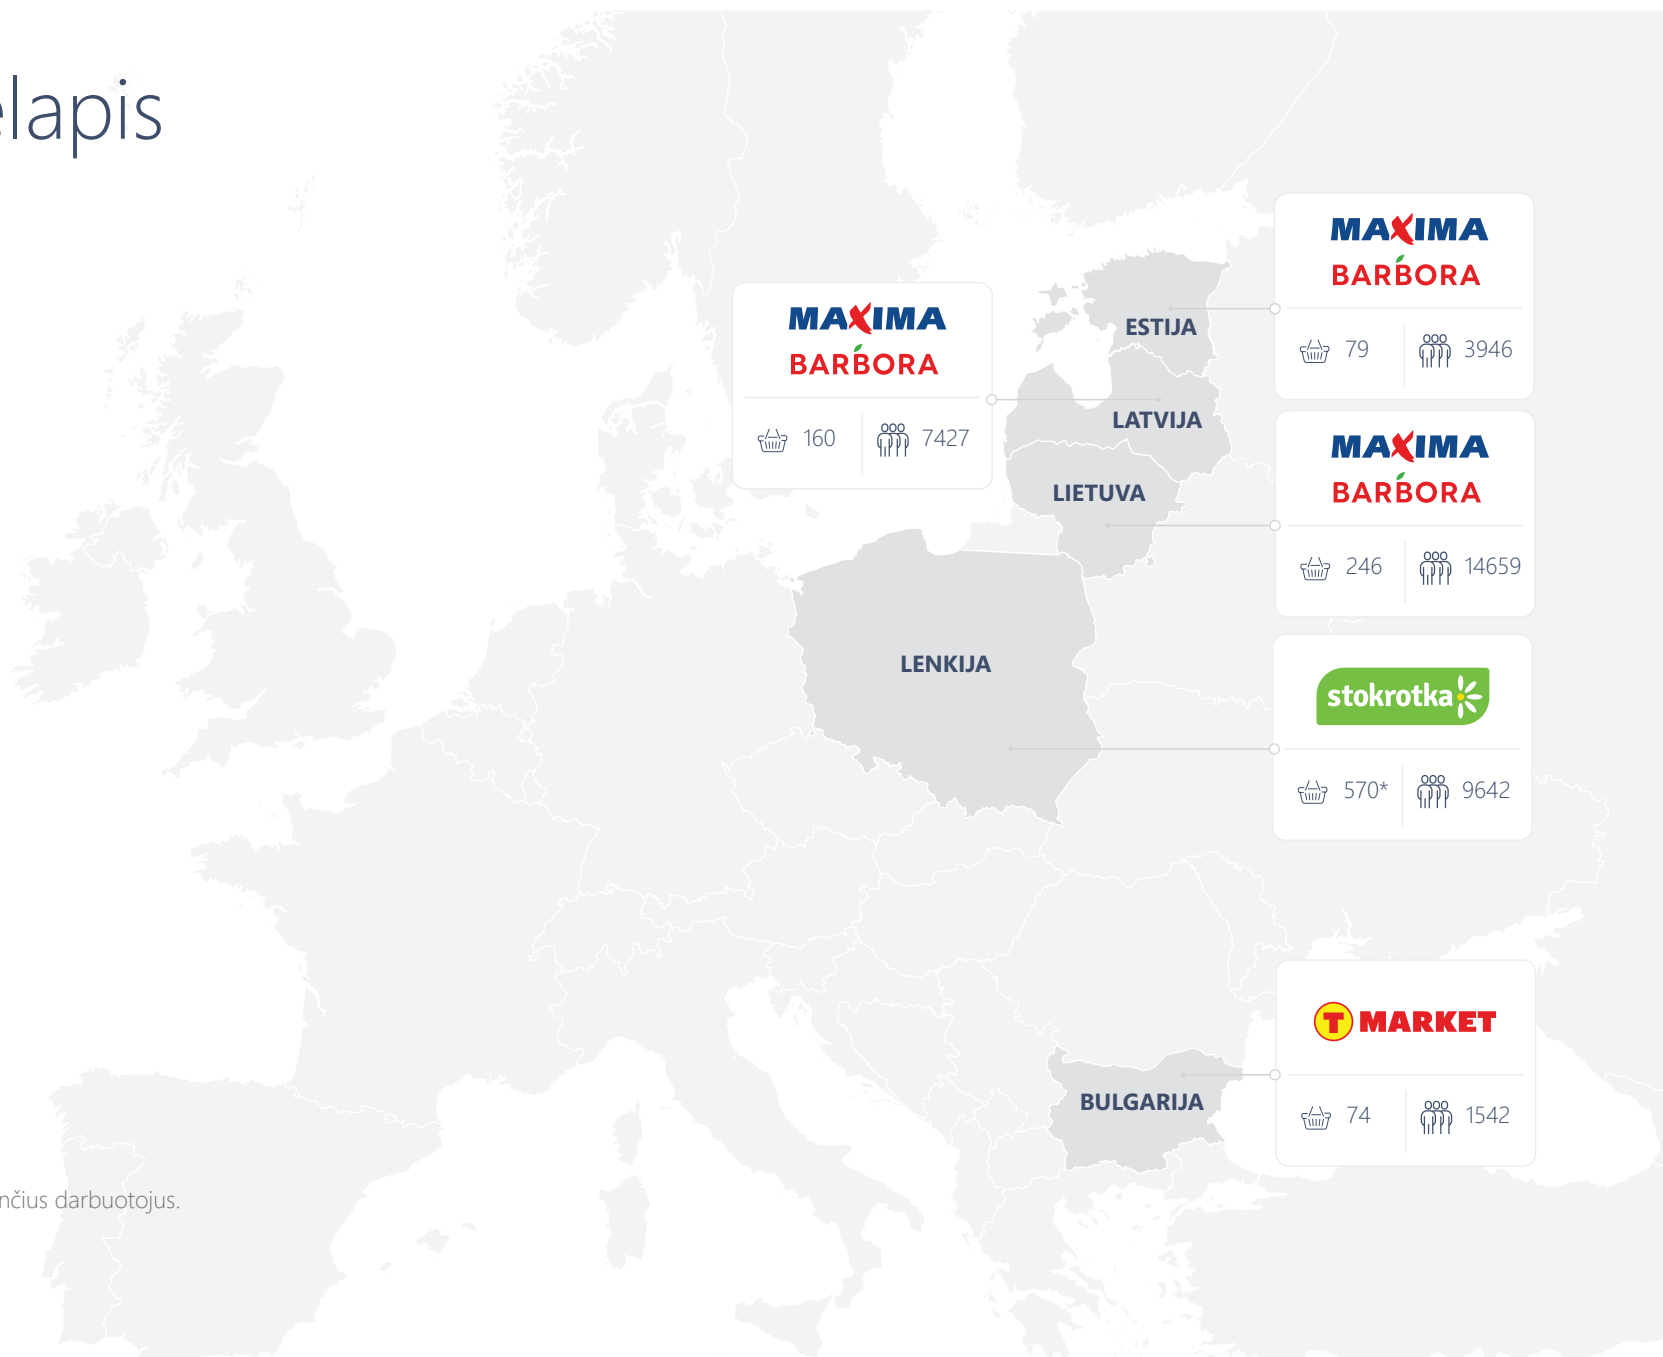 elapis
MAXIMA
BARBORA
79
3946
ESTIJA
MAXIMA
BARBORA
160
7427
LATVIJA
MAXIMA
BARBORA
246
14659
LIETUVA
LENKIJA
stokrotka
570*
9642
T MARKET
74
1542
BULGARIJA
nčius darbuotojus.